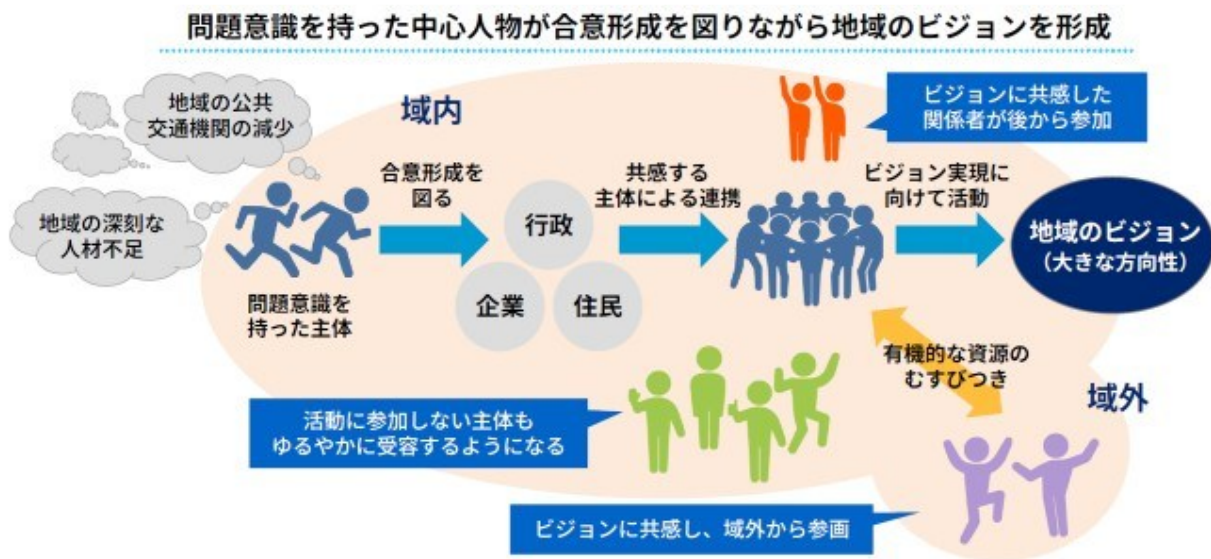 問題意識を持った中心人物が合意形成を図りながら地域のビジョンを形成
地域の公共
交通機関の減少
地域の深刻な
人材不足
域内
問題意識を
持った主体
合意形成を
図る
行政
企業
住民
共感する
主体による連携
ビジョンに共感した
関係者が後から参加
ビジョン実現に
向けて活動
地域のビジョン
（大きな方向性）
有機的な資源の
むすびつき
域外
活動に参加しない主体も
ゆるやかに受容するようになる
ビジョンに共感し、域外から参画